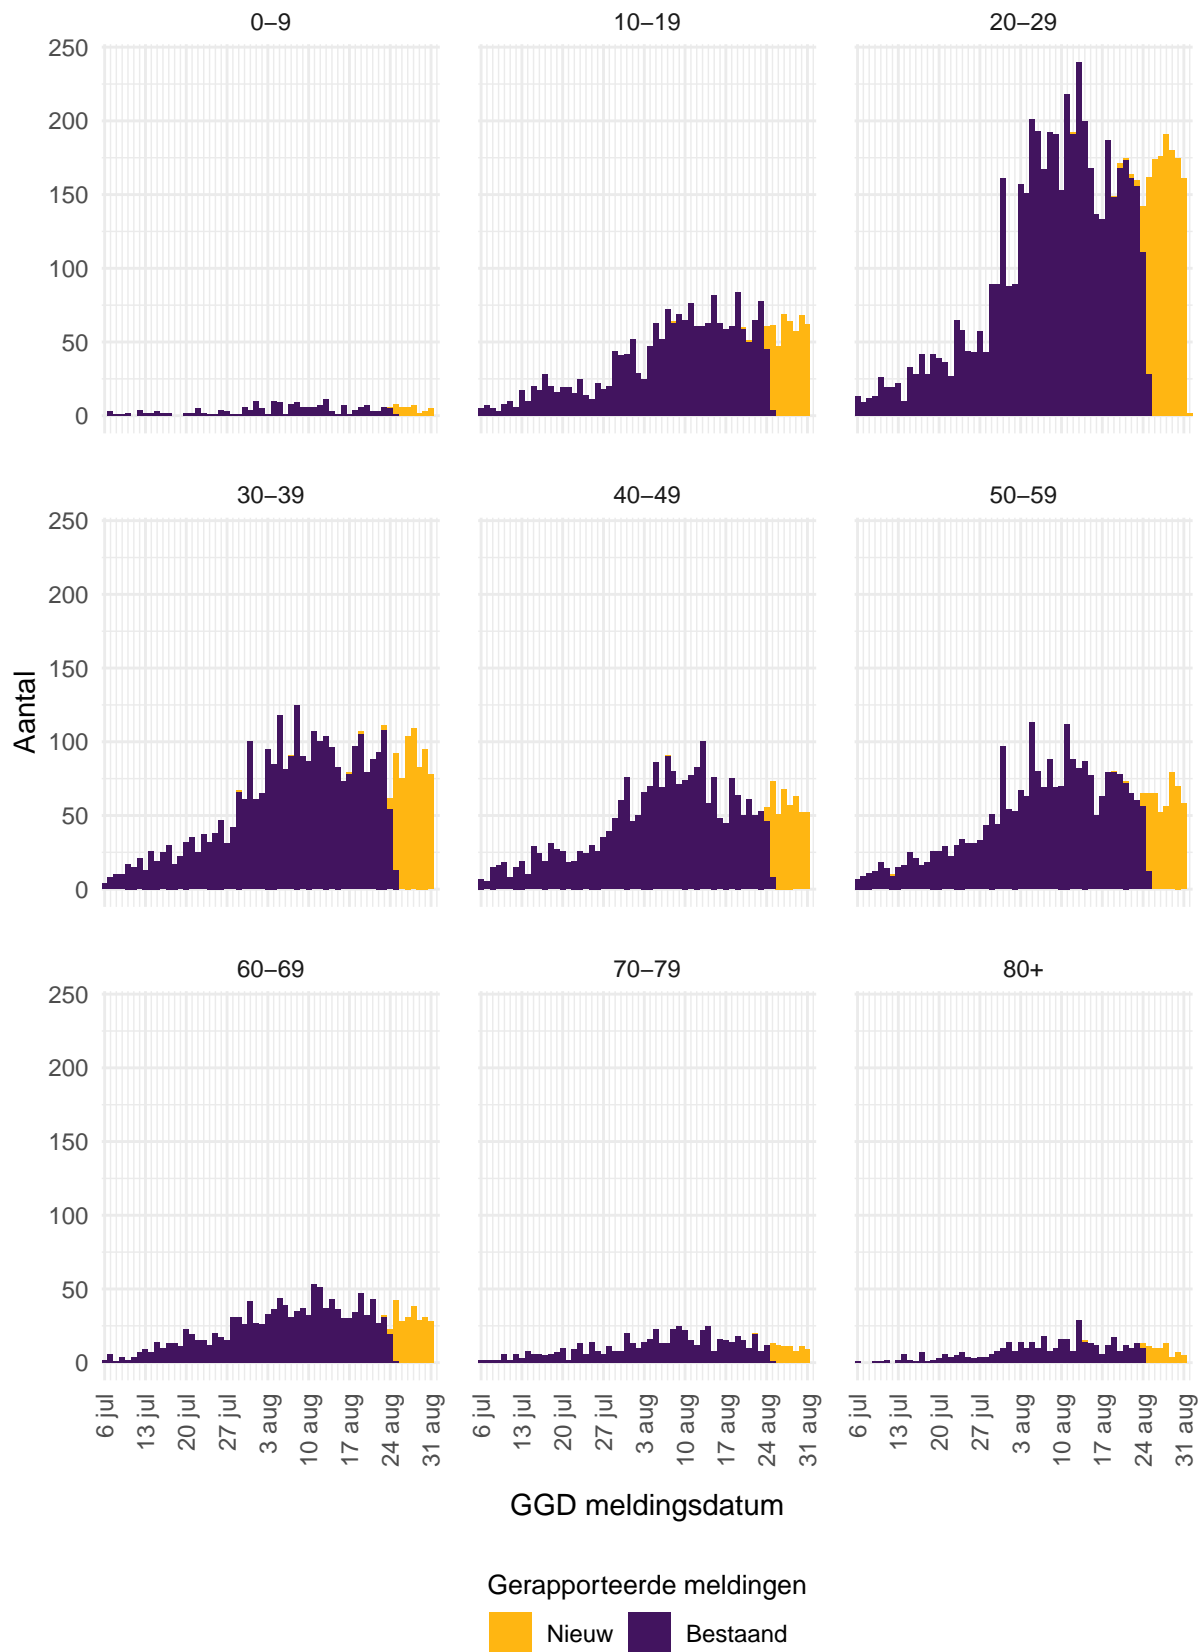 0–9 10–19 20–29
250
200
150
100
50
0
30–39 40–49 50–59
250
200
150
100
50
0
Aantal
60–69 70–79 80+
250
200
150
100
50
0
6 jul 13 jul 20 jul 27 jul 3 aug 10 aug 17 aug 24 aug 31 aug 6 jul 13 jul 20 jul 27 jul 3 aug 10 aug 17 aug 24 aug 31 aug 6 jul 13 jul 20 jul 27 jul 3 aug 10 aug 17 aug 24 aug 31 aug
GGD meldingsdatum
Gerapporteerde meldingen
Nieuw Bestaand